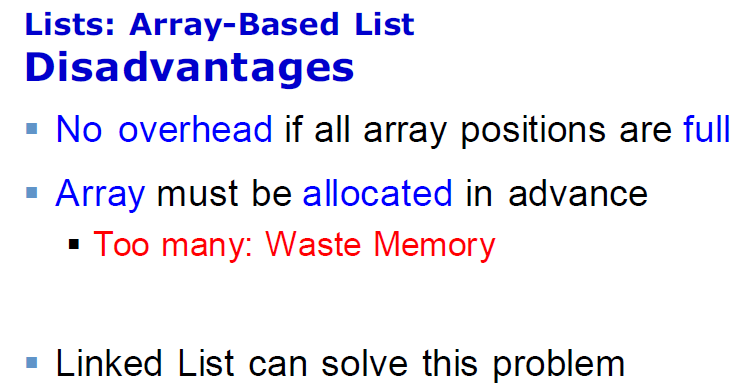 Lists: Array-Based List
Disadvantages
▪ No overhead if all array positions are full
▪ Array must be allocated in advance
▪ Too many: Waste Memory
▪ Linked List can solve this problem